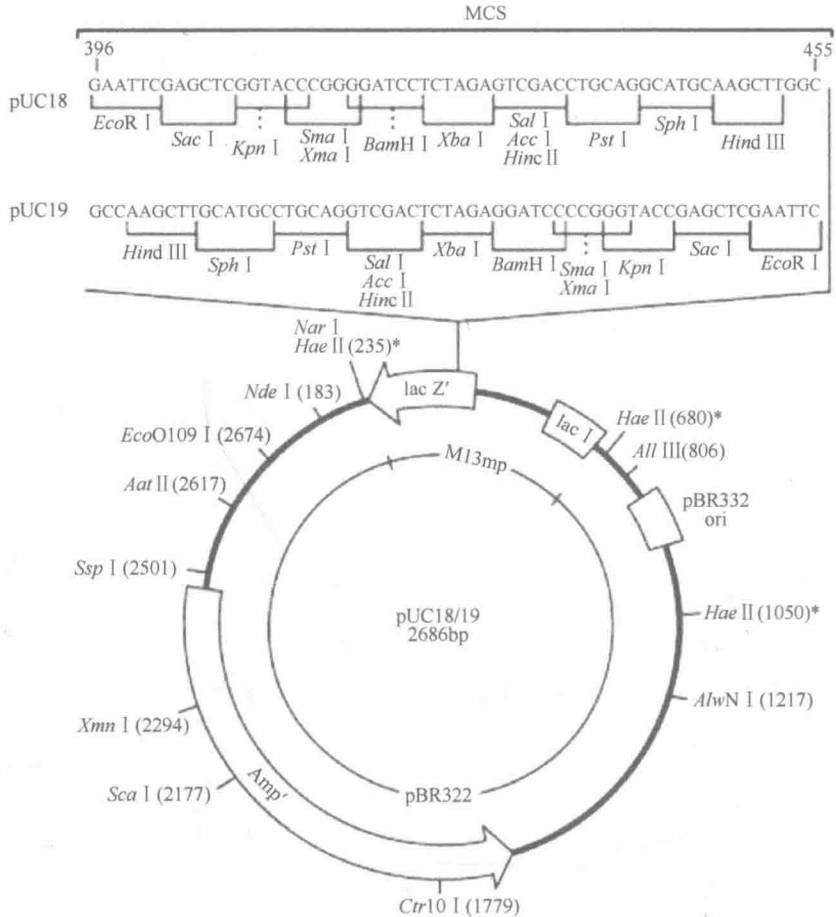 MCS
396 455
GAATTCGAGCTCGGTACCCGGGGATCCTCTAGAGTCGACCTGCAGGCATGCAAGCTTGGC
pUC18
EcoR Ⅰ
Sac Ⅰ
Kpn Ⅰ
Sma Ⅰ
Xma Ⅰ
BamH Ⅰ
Xba Ⅰ
Sal Ⅰ
Acc Ⅰ
Hinc Ⅱ
Pst Ⅰ
Sph Ⅰ
Hind III
pUC19
GCCAAGCTTGCATGCCTGCAGGTCGACTCTAGAGGATCCCCGGGTACCGAGCTCGAATTC
Hind III
Sph Ⅰ
Pst Ⅰ
Sal Ⅰ
Acc Ⅰ
Hinc Ⅱ
Xba Ⅰ
BamH Ⅰ
Sma Ⅰ
Xma Ⅰ
Kpn Ⅰ
Sac Ⅰ
EcoR Ⅰ
Nar Ⅰ
Hae Ⅱ (235)*
lac Z'
Nde Ⅰ (183)
lac Ⅰ
Hae Ⅱ (680)*
EcoO109 Ⅰ (2674)
M13mp
All III(806)
Aat Ⅱ (2617)
pBR332
ori
Ssp Ⅰ (2501)
pUC18/19
2686bp
Hae Ⅱ (1050)*
AlwN Ⅰ (1217)
Xmn Ⅰ (2294)
Sca Ⅰ (2177)
Ampʳ
pBR322
Ctr10 Ⅰ (1779)